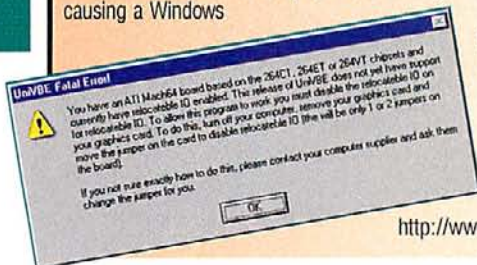 causing a Windows
UniVBE Fatal Error!
You have an ATI Mach64 board based on the 264CT, 264ET or 264VT chipsets and
currently have relocateble IO enabled. This release of UniVBE does not yet have support
for relocateble IO. To allow this program to work you must disable the relocateble IO on
your graphics card. To do this, turn off your computer, remove your graphics card and
move the jumper on the card to disable relocateble IO (the will be only 1 or 2 jumpers on
the board).
If you not sure exactly how to do this, please contact your computer supplier and ask them
change the jumper for you.
OK
http://ww